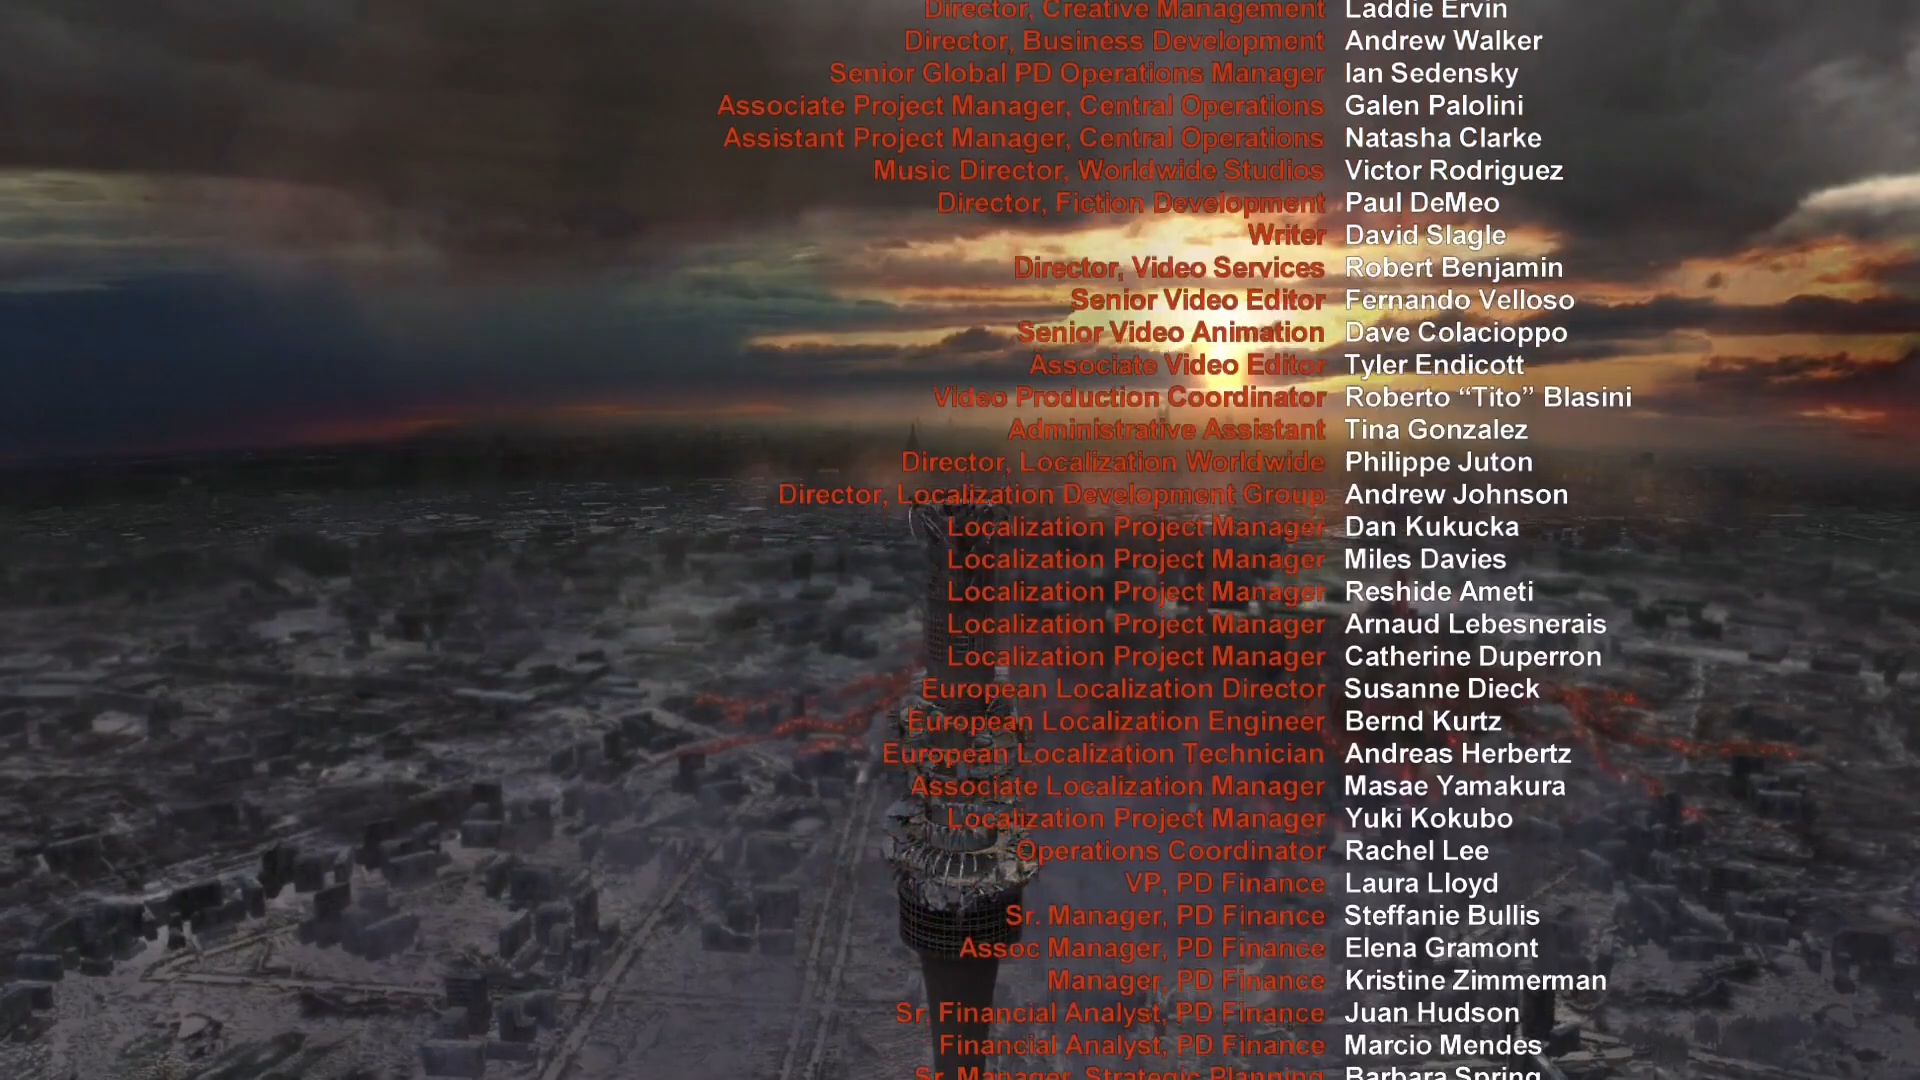 Director, Creative Management Laddie Ervin
Director, Business Development Andrew Walker
Senior Global PD Operations Manager Ian Sedensky
Associate Project Manager, Central Operations Galen Palolini
Assistant Project Manager, Central Operations Natasha Clarke
Music Director, Worldwide Studios Victor Rodriguez
Director, Fiction Development Paul DeMeo
Writer David Slagle
Director, Video Services Robert Benjamin
Senior Video Editor Fernando Velloso
Senior Video Animation Dave Colacioppo
Associate Video Editor Tyler Endicott
Video Production Coordinator Roberto “Tito” Blasini
Administrative Assistant Tina Gonzalez
Director, Localization Worldwide Philippe Juton
Director, Localization Development Group Andrew Johnson
Localization Project Manager Dan Kukucka
Localization Project Manager Miles Davies
Localization Project Manager Reshide Ameti
Localization Project Manager Arnaud Lebesnerais
Localization Project Manager Catherine Duperron
European Localization Director Susanne Dieck
European Localization Engineer Bernd Kurtz
European Localization Technician Andreas Herbertz
Associate Localization Manager Masae Yamakura
Localization Project Manager Yuki Kokubo
Operations Coordinator Rachel Lee
VP, PD Finance Laura Lloyd
Sr. Manager, PD Finance Steffanie Bullis
Assoc Manager, PD Finance Elena Gramont
Manager, PD Finance Kristine Zimmerman
Sr. Financial Analyst, PD Finance Juan Hudson
Financial Analyst, PD Finance Marcio Mendes
Sr. Manager, Strategic Planning Barbara Spring